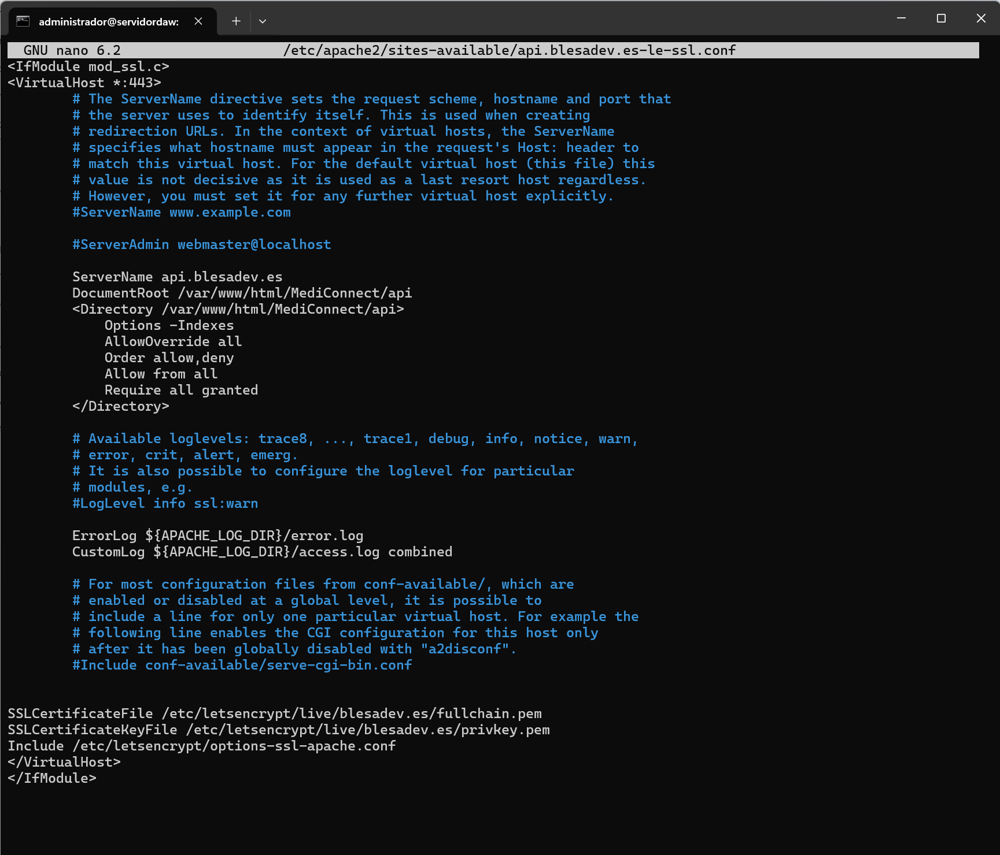 administrador@servidordaw:
GNU nano 6.2 /etc/apache2/sites-available/api.blesadev.es-le-ssl.conf
<IfModule mod_ssl.c>
<VirtualHost *:443>
# The ServerName directive sets the request scheme, hostname and port that
# the server uses to identify itself. This is used when creating
# redirection URLs. In the context of virtual hosts, the ServerName
# specifies what hostname must appear in the request's Host: header to
# match this virtual host. For the default virtual host (this file) this
# value is not decisive as it is used as a last resort host regardless.
# However, you must set it for any further virtual host explicitly.
#ServerName www.example.com
#ServerAdmin webmaster@localhost
ServerName api.blesadev.es
DocumentRoot /var/www/html/MediConnect/api
<Directory /var/www/html/MediConnect/api>
Options -Indexes
AllowOverride all
Order allow,deny
Allow from all
Require all granted
</Directory>
# Available loglevels: trace8, ..., trace1, debug, info, notice, warn,
# error, crit, alert, emerg.
# It is also possible to configure the loglevel for particular
# modules, e.g.
#LogLevel info ssl:warn
ErrorLog ${APACHE_LOG_DIR}/error.log
CustomLog ${APACHE_LOG_DIR}/access.log combined
# For most configuration files from conf-available/, which are
# enabled or disabled at a global level, it is possible to
# include a line for only one particular virtual host. For example the
# following line enables the CGI configuration for this host only
# after it has been globally disabled with "a2disconf".
#Include conf-available/serve-cgi-bin.conf
SSLCertificateFile /etc/letsencrypt/live/blesadev.es/fullchain.pem
SSLCertificateKeyFile /etc/letsencrypt/live/blesadev.es/privkey.pem
Include /etc/letsencrypt/options-ssl-apache.conf
</VirtualHost>
</IfModule>